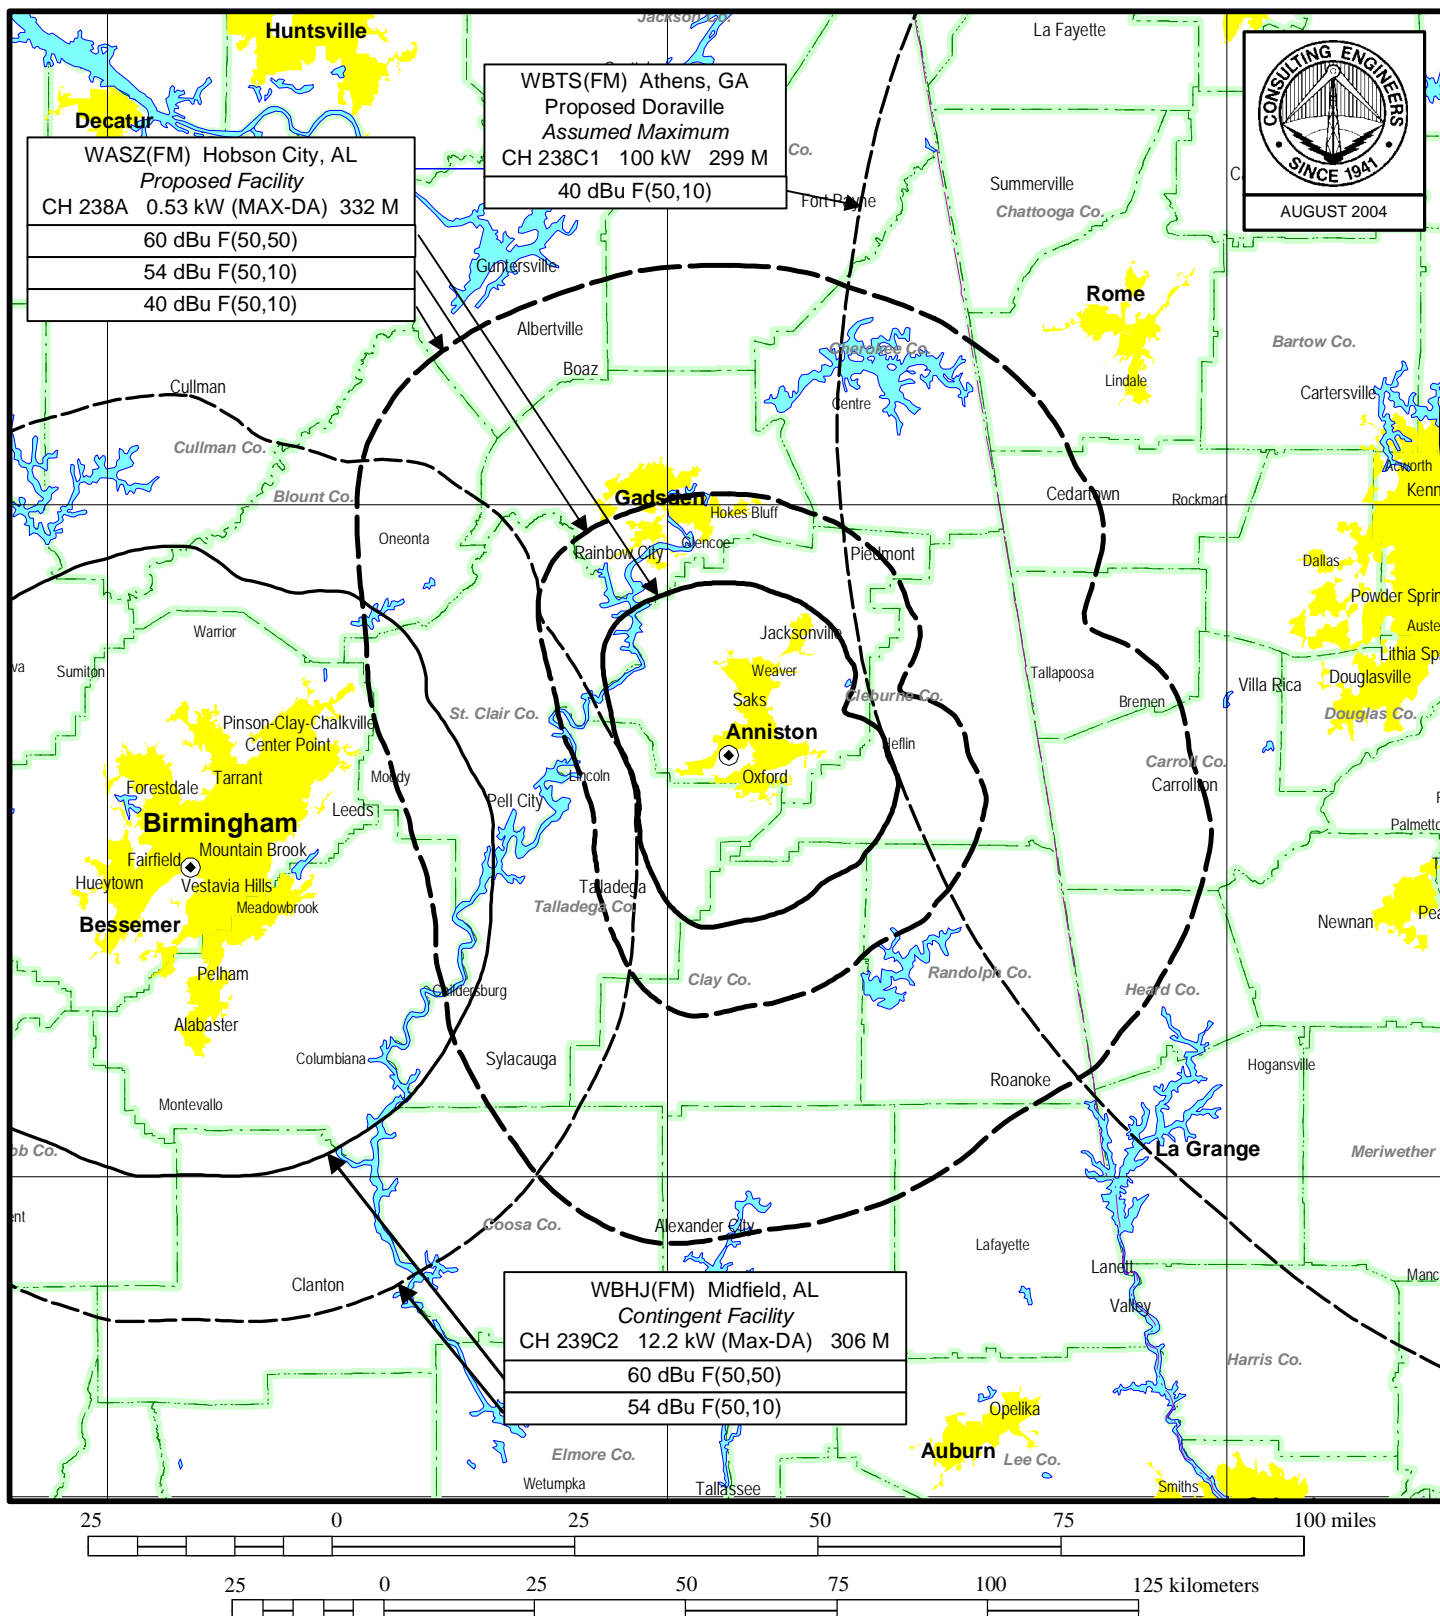 Jackson Co.
Huntsville
La Fayette
CONSULTING ENGINEERS
SINCE 1941
AUGUST 2004
WBTS(FM) Athens, GA
Proposed Doraville
Assumed Maximum
CH 238C1 100 kW 299 M
40 dBu F(50,10)
Co.
Decatur
WASZ(FM) Hobson City, AL
Proposed Facility
CH 238A 0.53 kW (MAX-DA) 332 M
60 dBu F(50,50)
54 dBu F(50,10)
40 dBu F(50,10)
Summerville
Fort Payne
Chattooga Co.
Guntersville
Rome
Albertville
Cherokee Co.
Bartow Co.
Boaz
Lindale
Cullman
Centre
Cartersville
Cullman Co.
Acworth
Blount Co.
Gadsden
Cedartown
Rockmart
Kenn
Hokes Bluff
Oneonta
Glencoe
Rainbow City
Piedmont
Dallas
Powder Sprin
Warrior
Jacksonville
Auste
Lithia Sp
va
Sumiton
Weaver
Tallapoosa
Douglasville
Villa Rica
Saks
Cleburne Co.
Bremen
St. Clair Co.
Douglas Co.
Pinson-Clay-Chalkville
Center Point
Anniston
Heflin
Carroll Co.
Tarrant
Moody
Lincoln
Oxford
Carrollton
Forestdale
Pell City
Leeds
Birmingham
Palmetto
Mountain Brook
Fairfield
Hueytown
Vestavia Hills
Talladega
Meadowbrook
Talladega Co.
Bessemer
Newnan
Pea
Pelham
Clay Co.
Randolph Co.
Childersburg
Heard Co.
Alabaster
Columbiana
Sylacauga
Hogansville
Roanoke
Montevallo
bb Co.
La Grange
Meriwether
ent
Coosa Co.
Alexander City
Lafayette
Lanett
Manc
Clanton
Valley
WBHJ(FM) Midfield, AL
Contingent Facility
CH 239C2 12.2 kW (Max-DA) 306 M
60 dBu F(50,50)
54 dBu F(50,10)
Harris Co.
Opelika
Auburn
Elmore Co.
Lee Co.
Wetumpka
Tallassee
Smiths
25 0 25 50 75 100 miles
25 0 25 50 75 100 125 kilometers